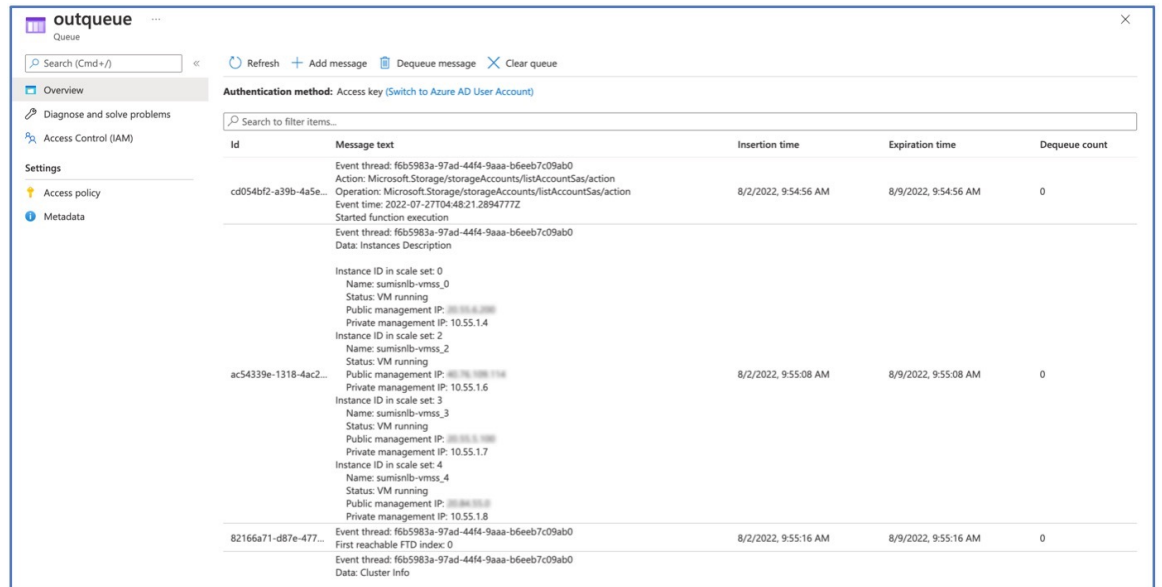 outqueue ...
Queue
Search (Cmd+/)
«
Refresh Add message Dequeue message Clear queue
Overview
Diagnose and solve problems
Access Control (IAM)
Settings
Access policy
Metadata
Authentication method: Access key (Switch to Azure AD User Account)
Search to filter items...
Id Message text Insertion time Expiration time Dequeue count
Event thread: f6b5983a-97ad-44f4-9aaa-b6eeb7c09ab0
Action: Microsoft.Storage/storageAccounts/listAccountSas/action
cd054bf2-a39b-4a5e... Operation: Microsoft.Storage/storageAccounts/listAccountSas/action 8/2/2022, 9:54:56 AM 8/9/2022, 9:54:56 AM 0
Event time: 2022-07-27T04:48:21.2894777Z
Started function execution
Event thread: f6b5983a-97ad-44f4-9aaa-b6eeb7c09ab0
Data: Instances Description
Instance ID in scale set: 0
Name: sumisnlb-vmss_0
Status: VM running
Public management IP:
Private management IP: 10.55.1.4
Instance ID in scale set: 2
Name: sumisnlb-vmss_2
Status: VM running
ac54339e-1318-4ac2... Public management IP: 8/2/2022, 9:55:08 AM 8/9/2022, 9:55:08 AM 0
Private management IP: 10.55.1.6
Instance ID in scale set: 3
Name: sumisnlb-vmss_3
Status: VM running
Public management IP:
Private management IP: 10.55.1.7
Instance ID in scale set: 4
Name: sumisnlb-vmss_4
Status: VM running
Public management IP:
Private management IP: 10.55.1.8
Event thread: f6b5983a-97ad-44f4-9aaa-b6eeb7c09ab0
82166a71-d87e-477... First reachable FTD index: 0 8/2/2022, 9:55:16 AM 8/9/2022, 9:55:16 AM 0
Event thread: f6b5983a-97ad-44f4-9aaa-b6eeb7c09ab0
Data: Cluster Info